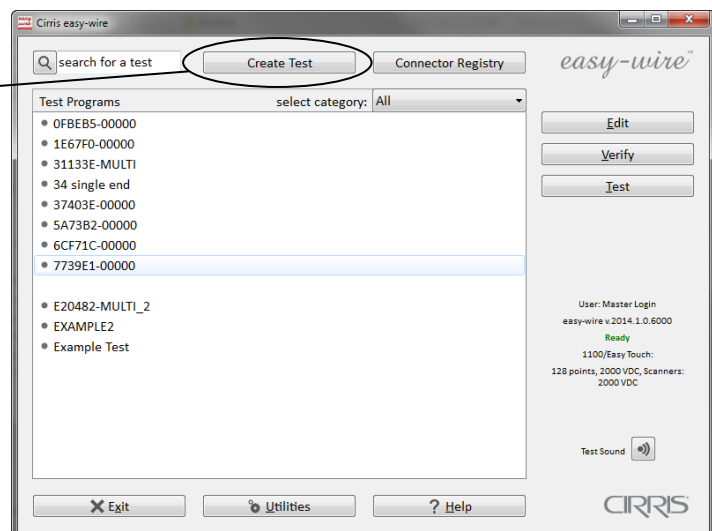 Cirris easy-wire
search for a test Create Test Connector Registry easy-wire™
Test Programs select category: All
0FBEB5-00000
1E67F0-00000
31133E-MULTI
34 single end
37403E-00000
5A73B2-00000
6CF71C-00000
7739E1-00000
E20482-MULTI_2
EXAMPLE2
Example Test
Edit
Verify
Test
User: Master Login
easy-wire v.2014.1.0.6000
Ready
1100/Easy Touch:
128 points, 2000 VDC, Scanners:
2000 VDC
Test Sound
Exit Utilities ? Help CIRRIS